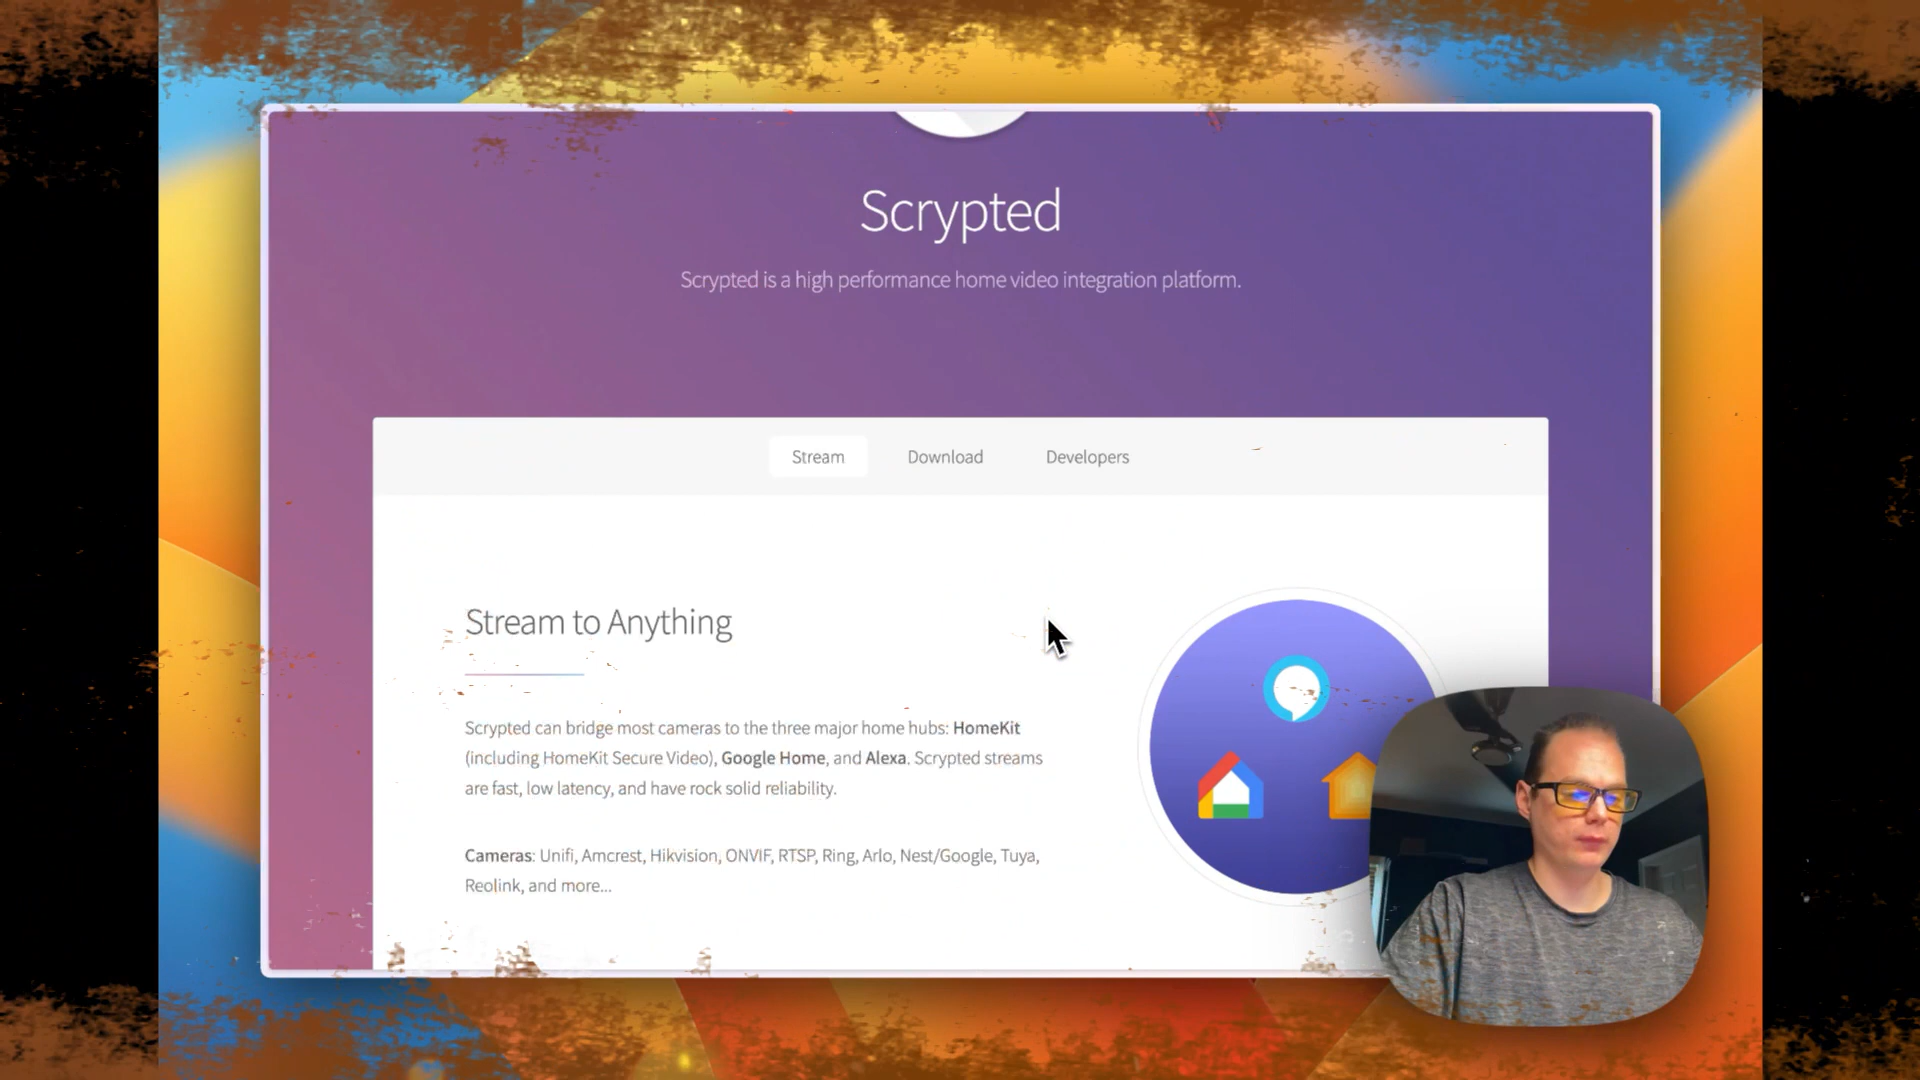 Scrypted
Scrypted is a high performance home video integration platform.
Stream Download Developers
Stream to Anything
Scrypted can bridge most cameras to the three major home hubs: HomeKit
(including HomeKit Secure Video), Google Home, and Alexa. Scrypted streams
are fast, low latency, and have rock solid reliability.
Cameras: Unifi, Amcrest, Hikvision, ONVIF, RTSP, Ring, Arlo, Nest/Google, Tuya,
Reolink, and more...